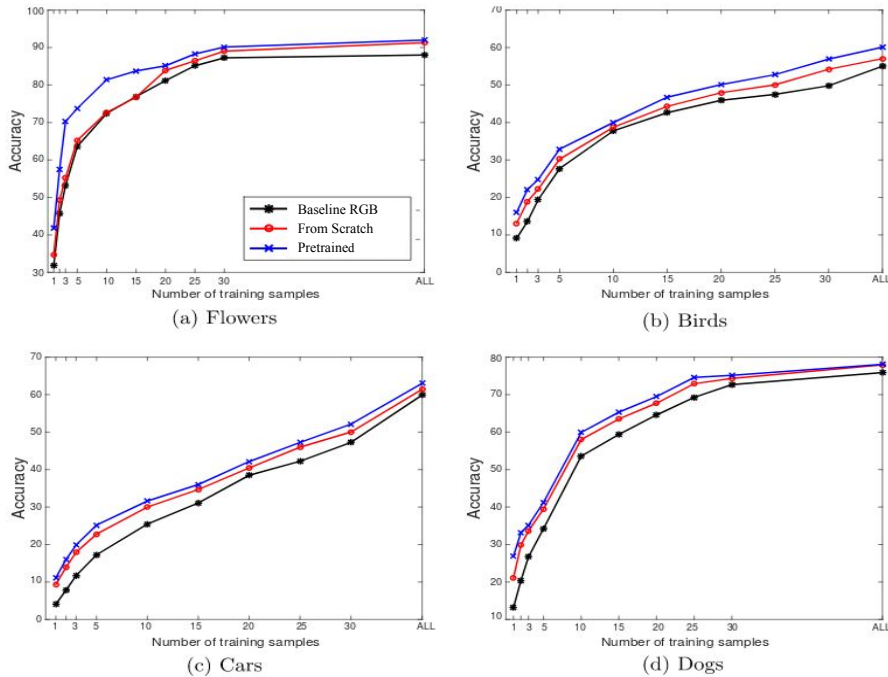 100
90
80
70
60
50
40
30
Accuracy
Baseline RGB
From Scratch
Pretrained
1 3 5 10 15 20 25 30 ALL
Number of training samples
(a) Flowers
70
60
50
40
30
20
10
0
Accuracy
1 3 5 10 15 20 25 30 ALL
Number of training samples
(b) Birds
70
60
50
40
30
20
10
0
Accuracy
1 3 5 10 15 20 25 30 ALL
Number of training samples
(c) Cars
80
70
60
50
40
30
20
10
Accuracy
1 3 5 10 15 20 25 30 ALL
Number of training samples
(d) Dogs